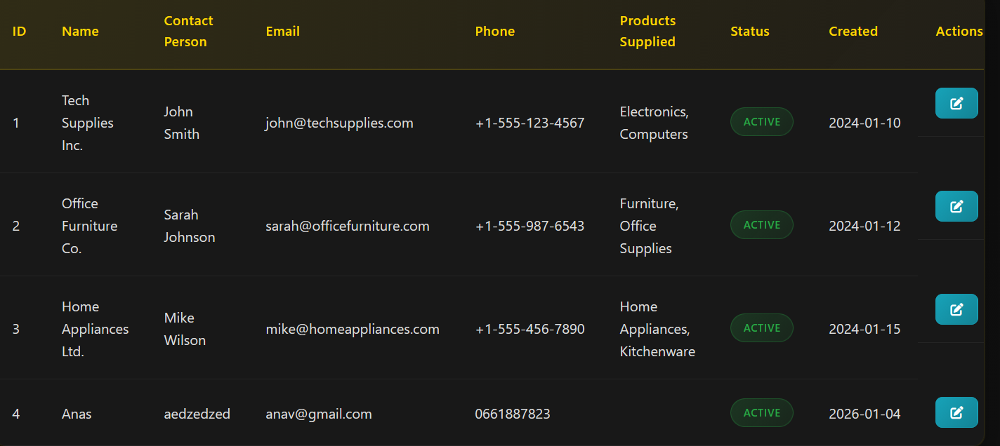 ID Name Contact Person Email Phone Products Supplied Status Created Actions
1 Tech Supplies Inc. John Smith john@techsupplies.com +1-555-123-4567 Electronics, Computers ACTIVE 2024-01-10
2 Office Furniture Co. Sarah Johnson sarah@officefurniture.com +1-555-987-6543 Furniture, Office Supplies ACTIVE 2024-01-12
3 Home Appliances Ltd. Mike Wilson mike@homeappliances.com +1-555-456-7890 Home Appliances, Kitchenware ACTIVE 2024-01-15
4 Anas aedzedzed anav@gmail.com 0661887823 ACTIVE 2026-01-04